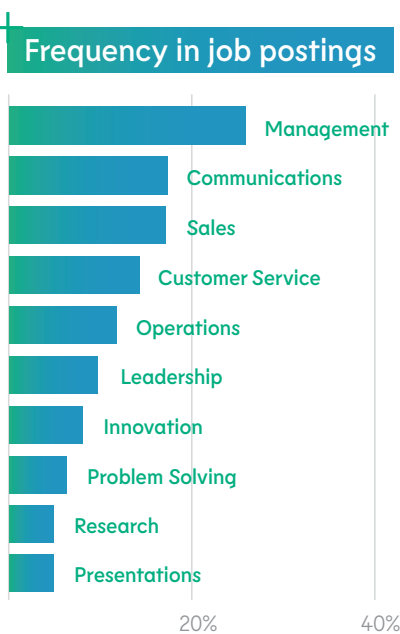 Frequency in job postings
Management
Communications
Sales
Customer Service
Operations
Leadership
Innovation
Problem Solving
Research
Presentations
20% 40%